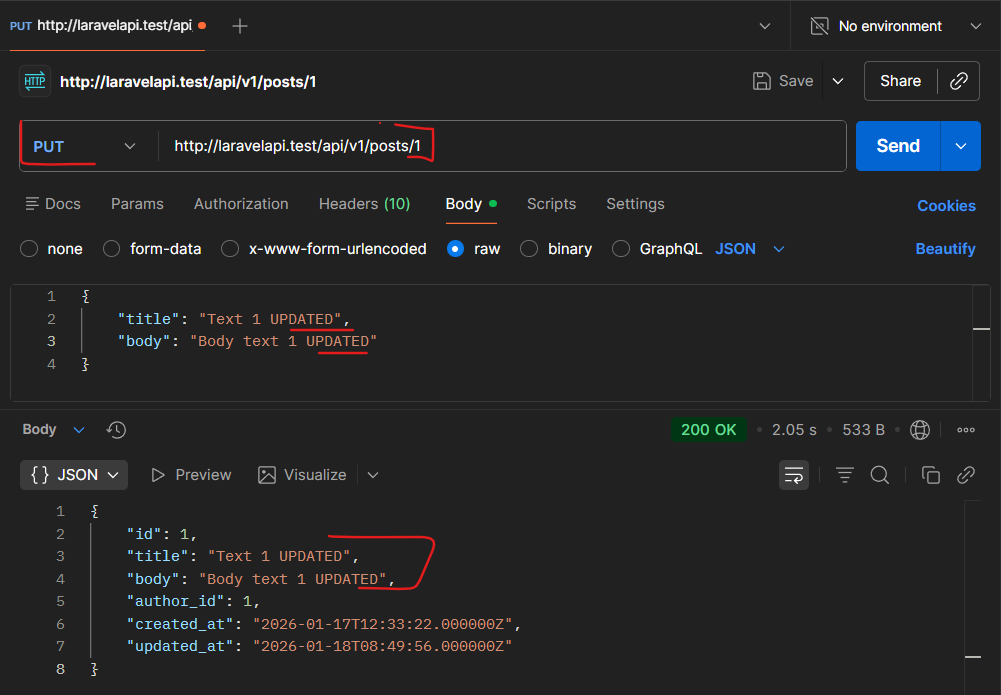 PUT http://laravelapi.test/api
No environment
HTTP http://laravelapi.test/api/v1/posts/1
Save
Share
PUT http://laravelapi.test/api/v1/posts/1
Send
Docs Params Authorization Headers (10) Body Scripts Settings Cookies
none form-data x-www-form-urlencoded raw binary GraphQL JSON Beautify
1 {
2 "title": "Text 1 UPDATED",
3 "body": "Body text 1 UPDATED"
4 }
Body 200 OK • 2.05 s • 533 B •
{} JSON Preview Visualize
1 {
2 "id": 1,
3 "title": "Text 1 UPDATED",
4 "body": "Body text 1 UPDATED",
5 "author_id": 1,
6 "created_at": "2026-01-17T12:33:22.000000Z",
7 "updated_at": "2026-01-18T08:49:56.000000Z"
8 }